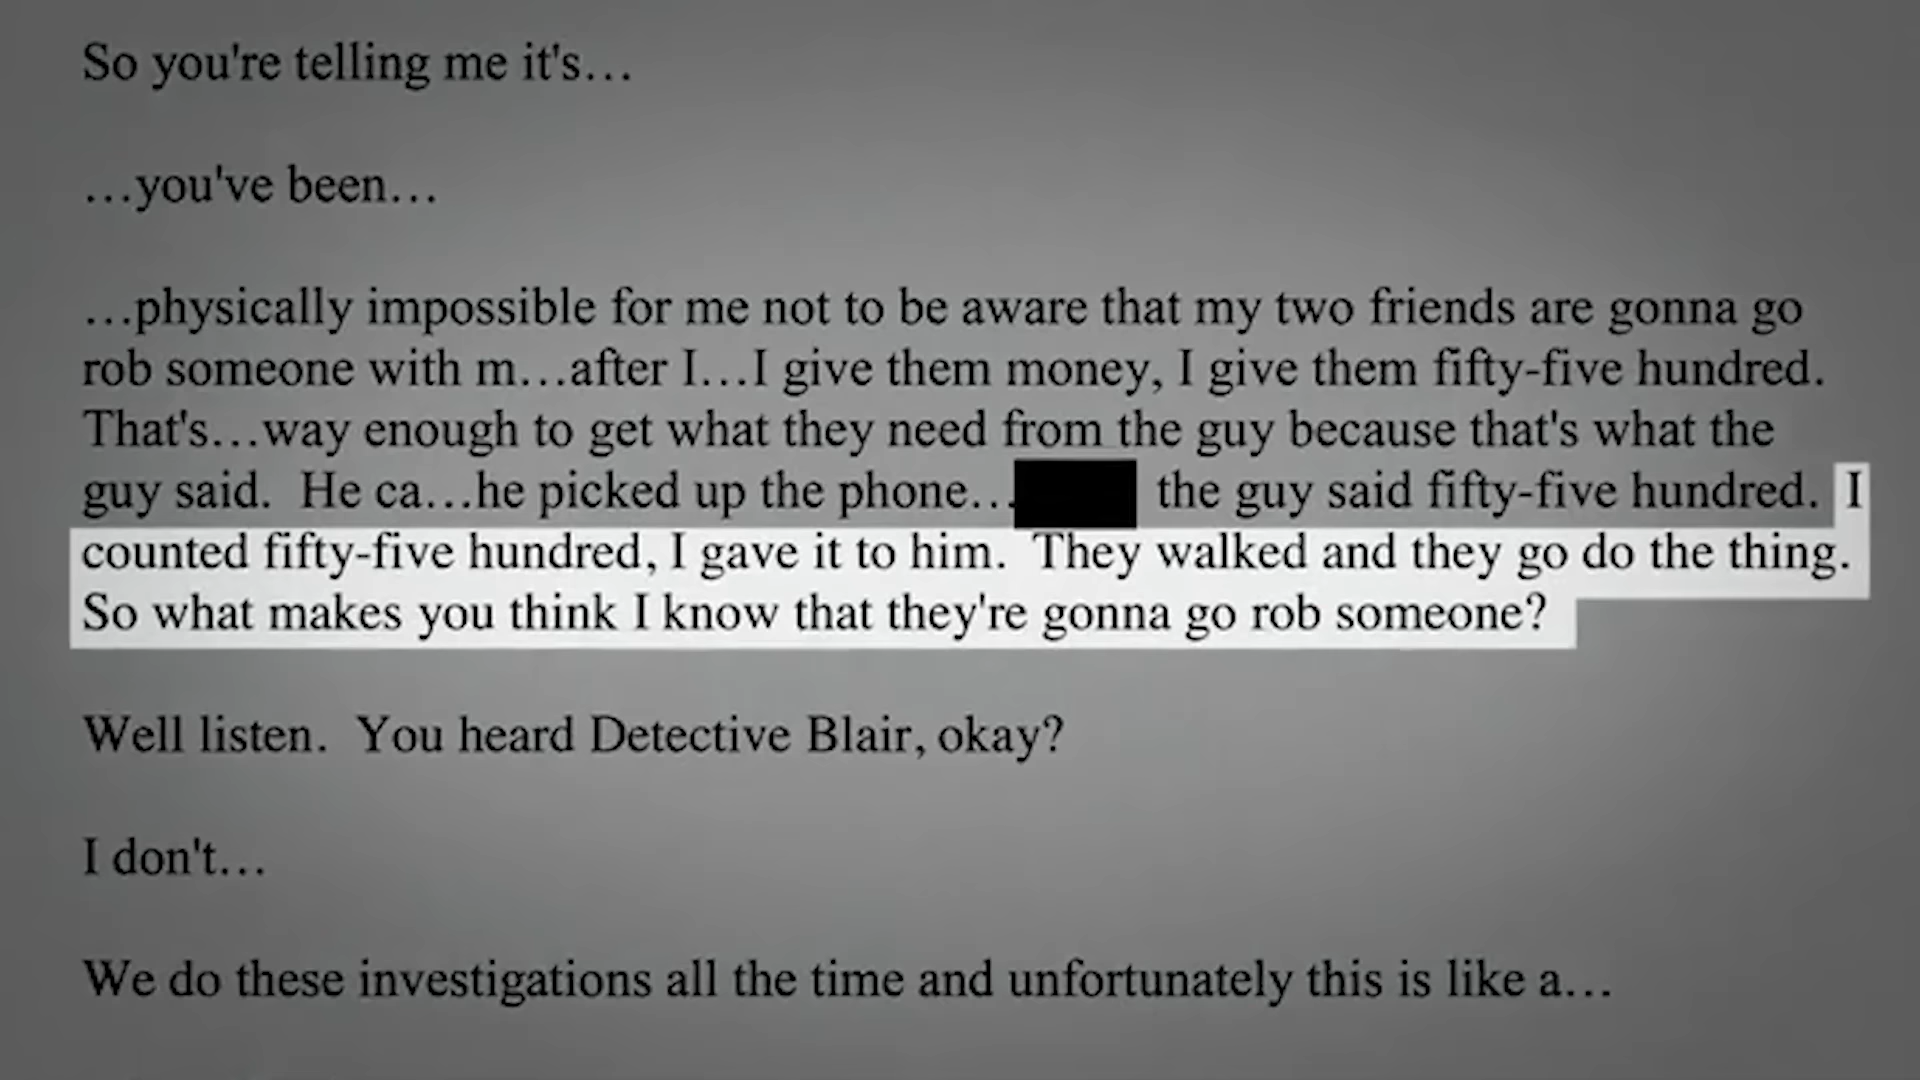 So you're telling me it's…
…you've been…
…physically impossible for me not to be aware that my two friends are gonna go
rob someone with m…after I…I give them money, I give them fifty-five hundred.
That's…way enough to get what they need from the guy because that's what the
guy said.  He ca…he picked up the phone… the guy said fifty-five hundred.  I
counted fifty-five hundred, I gave it to him.  They walked and they go do the thing.
So what makes you think I know that they're gonna go rob someone?
Well listen.  You heard Detective Blair, okay?
I don't…
We do these investigations all the time and unfortunately this is like a…